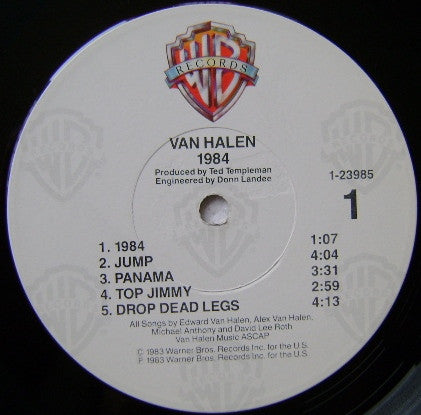 WB
RECORDS
VAN HALEN
1984
Produced by Ted Templeman
Engineered by Donn Landee
1-23985
1
1. 1984 1:07
2. JUMP 4:04
3. PANAMA 3:31
4. TOP JIMMY 2:59
5. DROP DEAD LEGS 4:13
All Songs by Edward Van Halen, Alex Van Halen,
Michael Anthony and David Lee Roth
Van Halen Music ASCAP
© 1983 Warner Bros. Records Inc. for the U.S.
℗ 1983 Warner Bros. Records Inc. for the U.S.